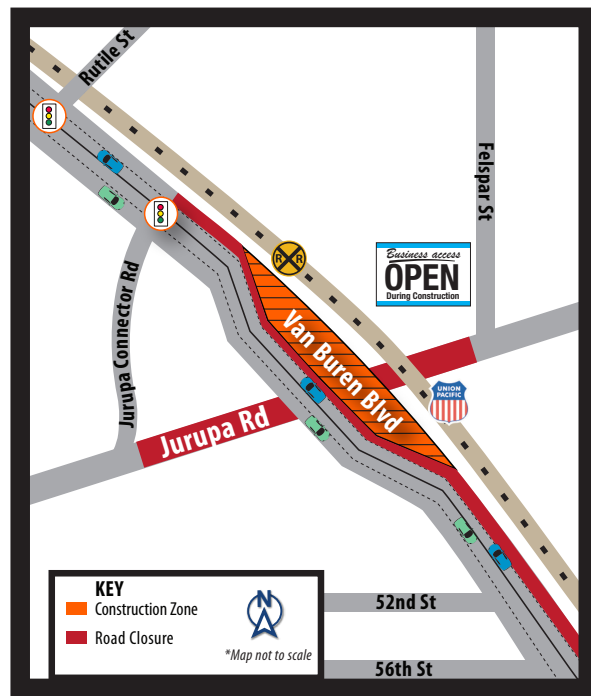 Rutile St
Felspar St
R R
Business access
OPEN
During Construction
Jurupa Connector Rd
Van Buren Blvd
UNION
PACIFIC
Jurupa Rd
KEY
Construction Zone
Road Closure
N
*Map not to scale
52nd St
56th St